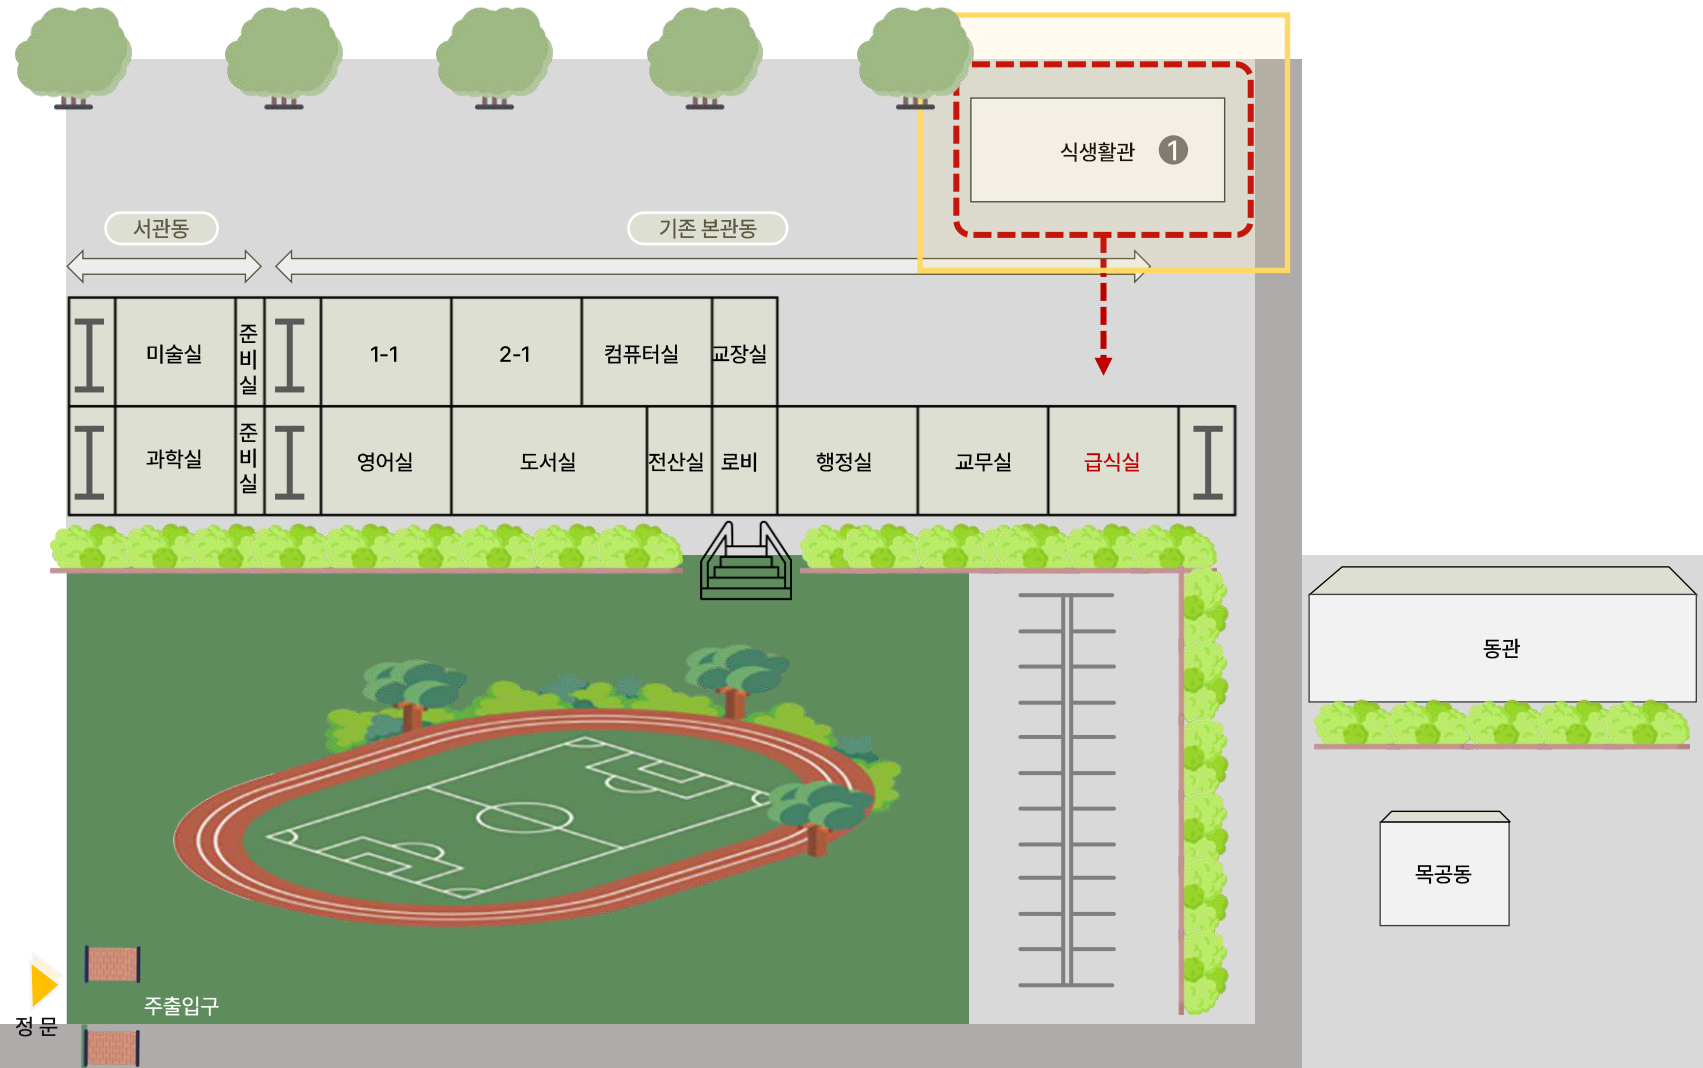 식생활관 1
서관동
기존 본관동
미술실
준비실
1-1
2-1
컴퓨터실
교장실
과학실
준비실
영어실
도서실
전산실
로비
행정실
교무실
급식실
동관
목공동
주출입구
정 문